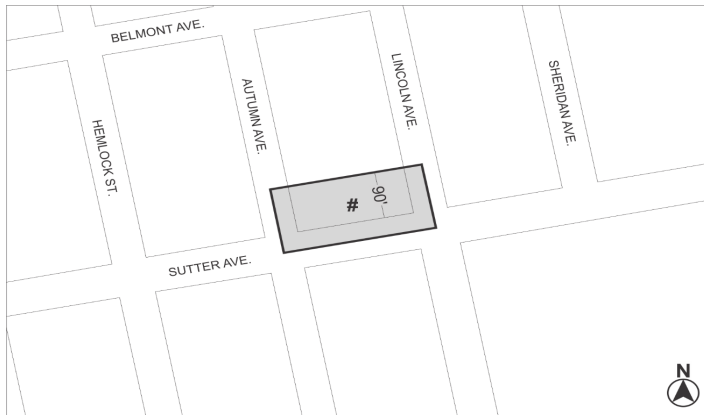 BELMONT AVE.
HEMLOCK ST.
AUTUMN AVE.
LINCOLN AVE.
SHERIDAN AVE.
90'
#
SUTTER AVE.
N